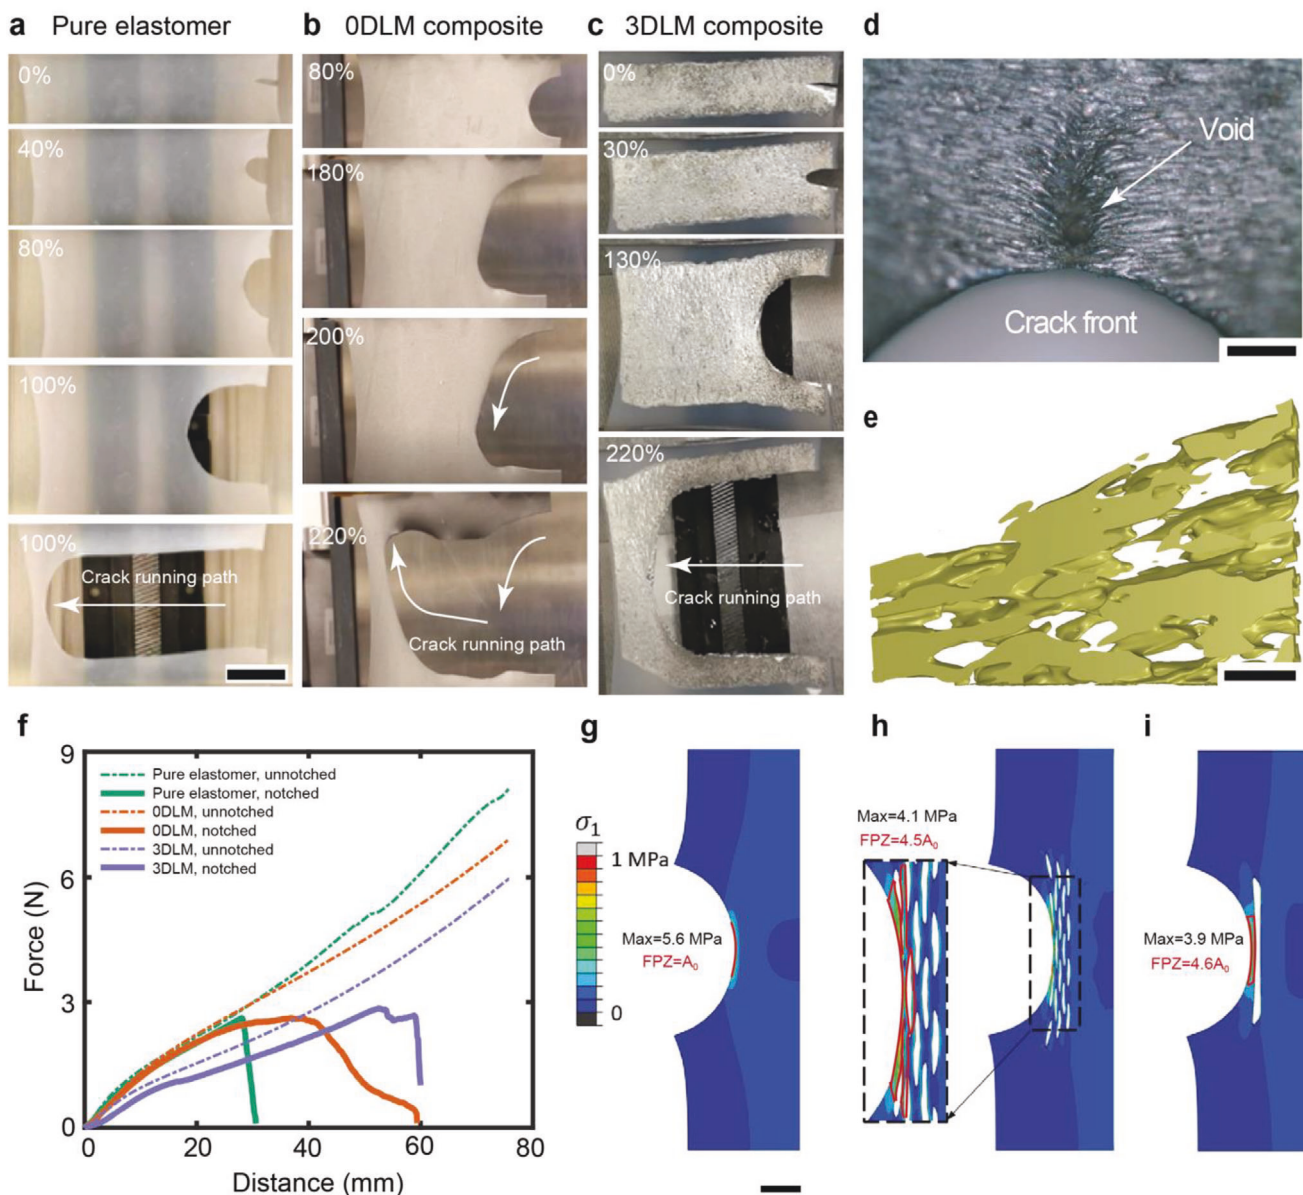 a Pure elastomer
0%
40%
80%
100%
100%
Crack running path
b 0DLM composite
80%
180%
200%
220%
Crack running path
c 3DLM composite
0%
30%
130%
220%
Crack running path
d
Void
Crack front
e
f
Force (N)
9
6
3
0
Pure elastomer, unnotched
Pure elastomer, notched
0DLM, unnotched
0DLM, notched
3DLM, unnotched
3DLM, notched
0 20 40 60 80
Distance (mm)
g
σ₁
1 MPa
0
Max=5.6 MPa
FPZ=A₀
h
Max=4.1 MPa
FPZ=4.5A₀
i
Max=3.9 MPa
FPZ=4.6A₀